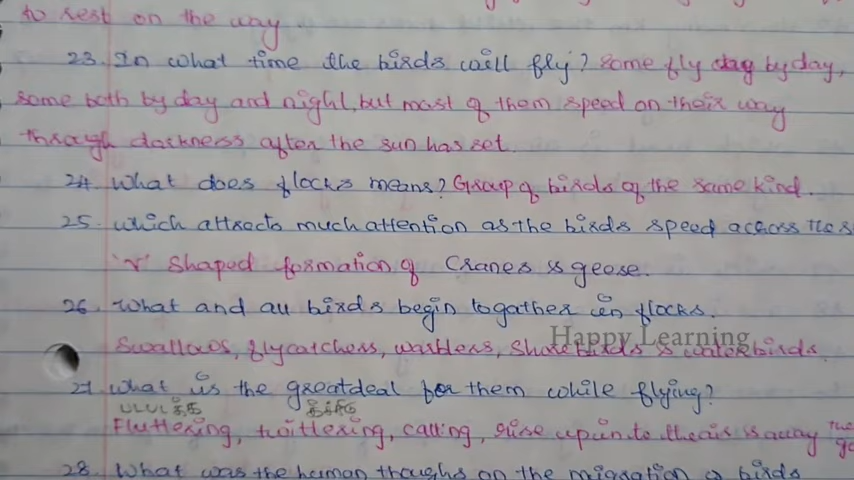 to rest on the way
23. In what time the birds will fly? Some fly day by day,
some both by day and night, but most of them speed on their way
through darkness after the sun has set.
24. What does flocks means? Group of birds of the same kind.
25. which attracts much attention as the birds speed across the s
'V' shaped formation of Cranes & geese.
26. What and all birds begin to gather in flocks.
Happy Learning
Swallows, flycatchers, warblers, Shore birds & water birds.
27. What is the great deal for them while flying?
Fluttering, twittering, calling, rise up into the air & away
28. What was the human thoughs on the migration of birds